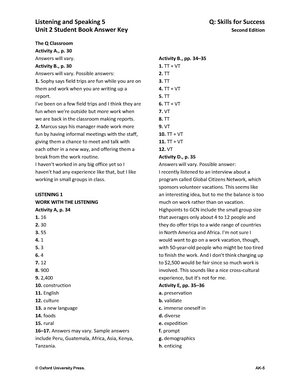 Listening and Speaking 5
Q: Skills for Success
Unit 2 Student Book Answer Key
Second Edition
The Q Classroom
Activity A., p. 30
Answers will vary.
Activity B., p. 30
Answers will vary. Possible answers:
1. Sophy says field trips are fun while you are on
them and work when you are writing up a
report.
I've been on a few field trips and I think they are
fun when we're outside but more work when
we are back in the classroom making reports.
2. Marcus says his manager made work more
fun by having informal meetings with the staff,
giving them a chance to meet and talk with
each other in a new way, and offering them a
break from the work routine.
I haven't worked in any big office yet so I
haven't had any experience like that, but I like
working in small groups in class.
LISTENING 1
WORK WITH THE LISTENING
Activity A, p. 34
1. 16
2. 30
3. 55
4. 1
5. 3
6. 4
7. 12
8. 900
9. 2,400
10. construction
11. English
12. culture
13. a new language
14. foods
15. rural
16–17. Answers may vary. Sample answers
include Peru, Guatemala, Africa, Asia, Kenya,
Tanzania.
Activity B., pp. 34–35
1. TT + VT
2. TT
3. TT
4. TT + VT
5. TT
6. TT + VT
7. VT
8. TT
9. VT
10. TT + VT
11. TT + VT
12. VT
Activity D., p. 35
Answers will vary. Possible answer:
I recently listened to an interview about a
program called Global Citizens Network, which
sponsors volunteer vacations. This seems like
an interesting idea, but to me the balance is too
much on work rather than on vacation.
Highpoints to GCN include the small group size
that averages only about 4 to 12 people and
they do offer trips to a wide range of countries
in North America and Africa. I'm not sure I
would want to go on a work vacation, though,
with 50-year-old people who might be too tired
to finish the work. And I don't think charging up
to $2,500 would be fair since so much work is
involved. This sounds like a nice cross-cultural
experience, but it's not for me.
Activity E, pp. 35–36
a. preservation
b. validate
c. immerse oneself in
d. diverse
e. expedition
f. prompt
g. demographics
h. enticing
© Oxford University Press.
AK-5